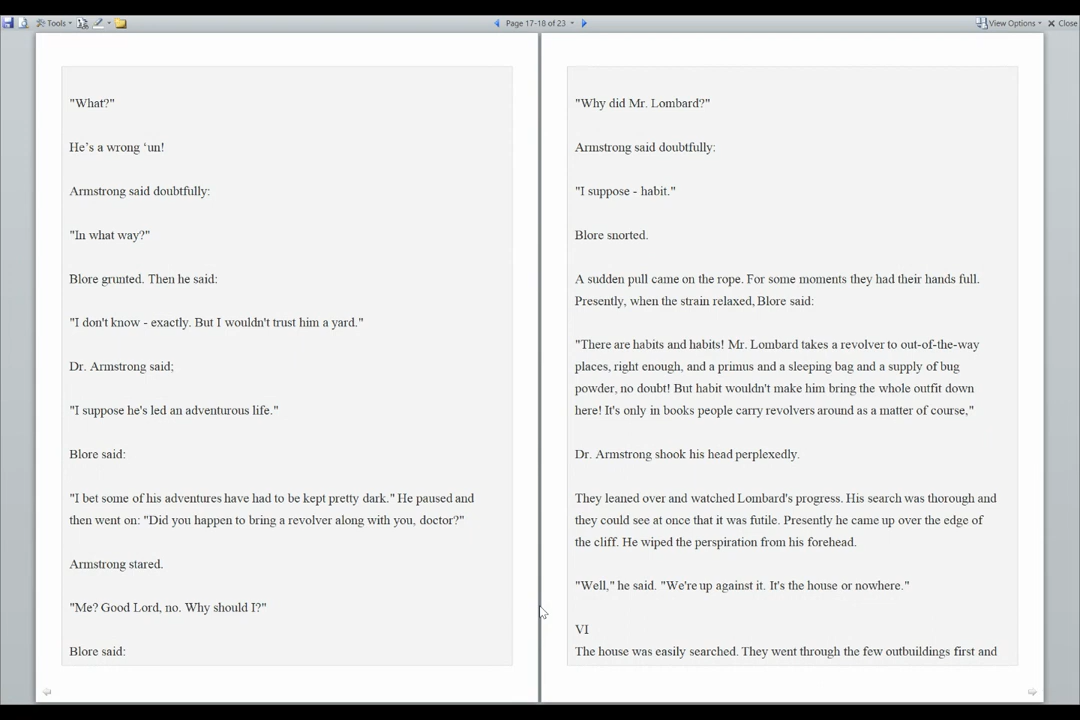 Tools
Page 17-18 of 23
View Options
Close
"What?"
He's a wrong ‘un!
Armstrong said doubtfully:
"In what way?"
Blore grunted. Then he said:
"I don't know - exactly. But I wouldn't trust him a yard."
Dr. Armstrong said;
"I suppose he's led an adventurous life."
Blore said:
"I bet some of his adventures have had to be kept pretty dark." He paused and
then went on: "Did you happen to bring a revolver along with you, doctor?"
Armstrong stared.
"Me? Good Lord, no. Why should I?"
Blore said:
"Why did Mr. Lombard?"
Armstrong said doubtfully:
"I suppose - habit."
Blore snorted.
A sudden pull came on the rope. For some moments they had their hands full.
Presently, when the strain relaxed, Blore said:
"There are habits and habits! Mr. Lombard takes a revolver to out-of-the-way
places, right enough, and a primus and a sleeping bag and a supply of bug
powder, no doubt! But habit wouldn't make him bring the whole outfit down
here! It's only in books people carry revolvers around as a matter of course,"
Dr. Armstrong shook his head perplexedly.
They leaned over and watched Lombard's progress. His search was thorough and
they could see at once that it was futile. Presently he came up over the edge of
the cliff. He wiped the perspiration from his forehead.
"Well," he said. "We're up against it. It's the house or nowhere."
VI
The house was easily searched. They went through the few outbuildings first and